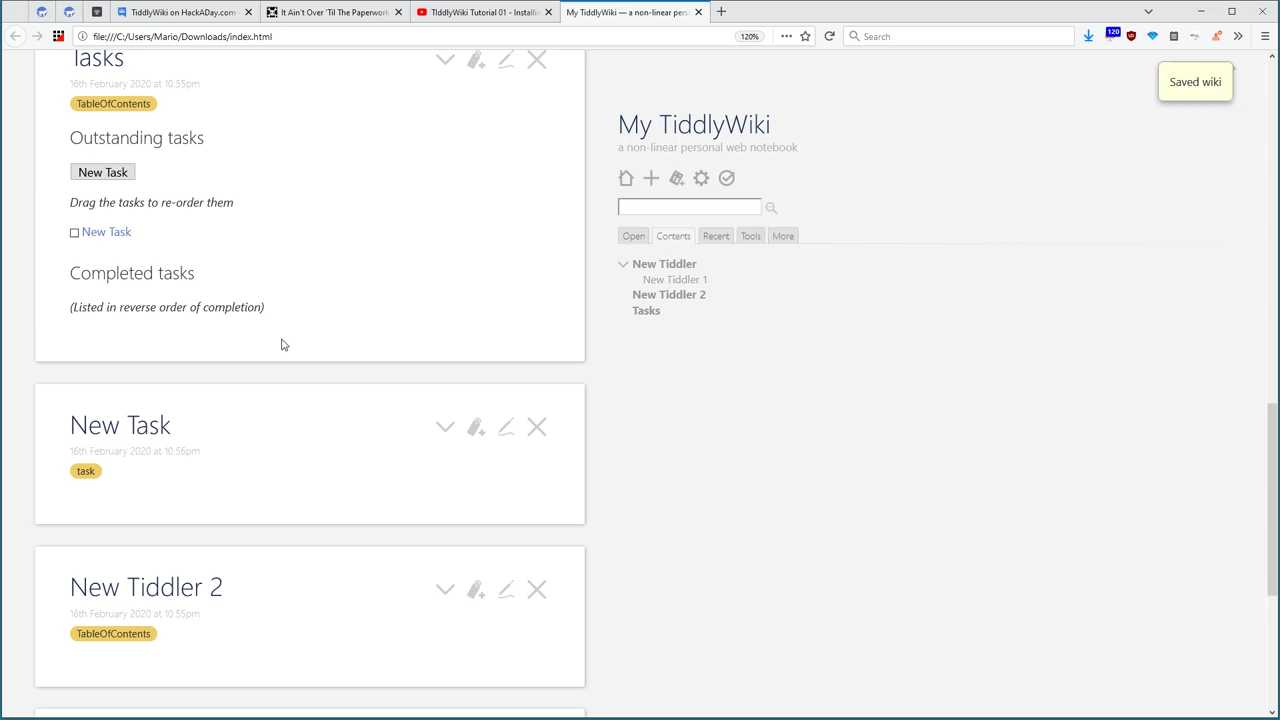 TiddlyWiki on HackADay.com
It Ain't Over 'Til The Paperwork
TiddlyWiki Tutorial 01 - Installin
My TiddlyWiki — a non-linear pers
file:///C:/Users/Mario/Downloads/index.html
120%
Search
120
Tasks
16th February 2020 at 10:55pm
TableOfContents
Outstanding tasks
New Task
Drag the tasks to re-order them
New Task
Completed tasks
(Listed in reverse order of completion)
New Task
16th February 2020 at 10:56pm
task
New Tiddler 2
16th February 2020 at 10:55pm
TableOfContents
Saved wiki
My TiddlyWiki
a non-linear personal web notebook
Open Contents Recent Tools More
New Tiddler
New Tiddler 1
New Tiddler 2
Tasks